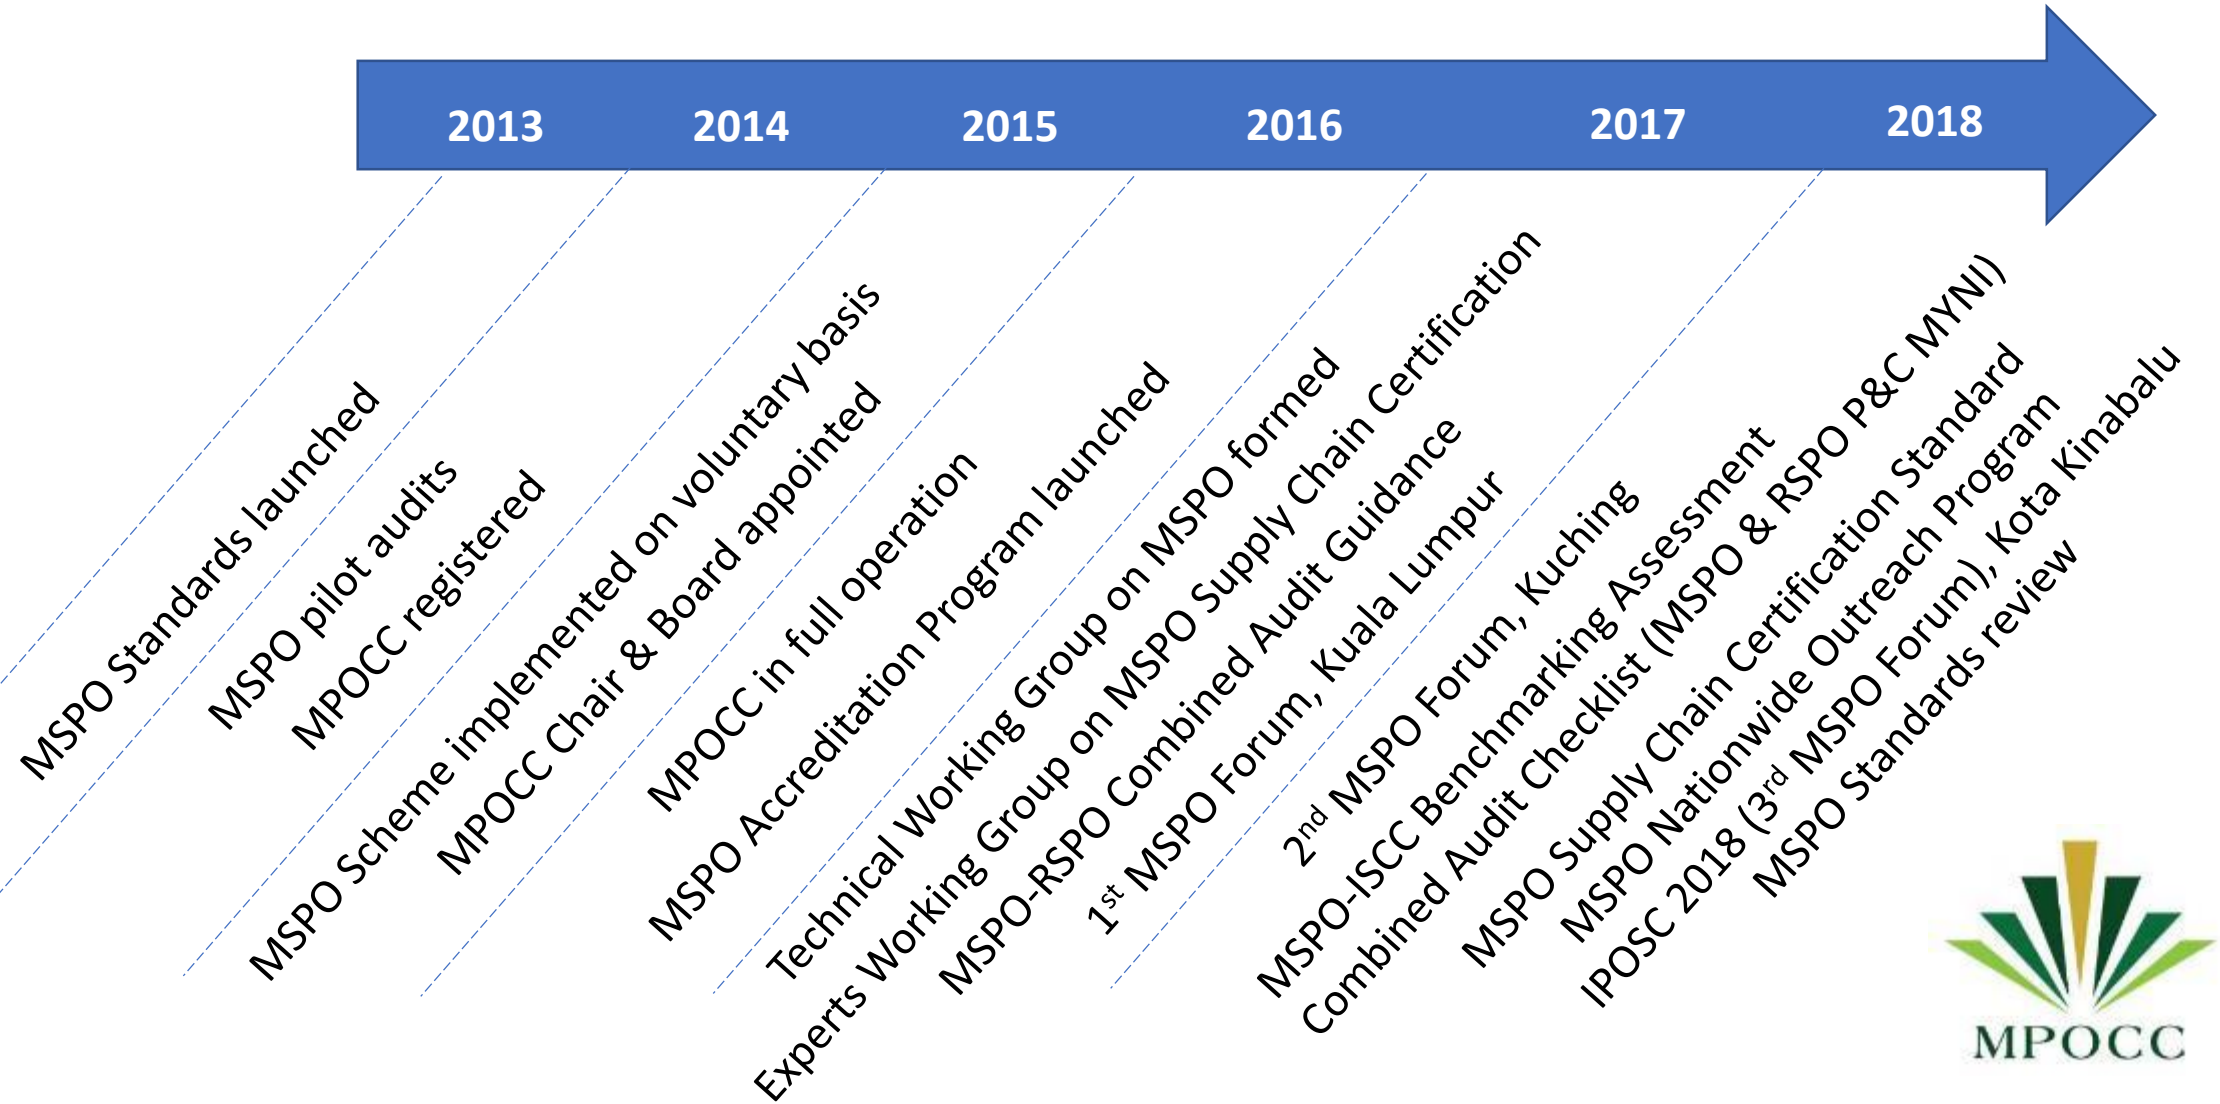 2013
2014
2015
2016
2017
2018
MSPO Standards launched
MSPO pilot audits
MPOCC registered
MSPO Scheme implemented on voluntary basis
MPOCC Chair & Board appointed
MPOCC in full operation
MSPO Accreditation Program launched
Technical Working Group on MSPO formed
Experts Working Group on MSPO Supply Chain Certification
MSPO-RSPO Combined Audit Guidance
1st MSPO Forum, Kuala Lumpur
2nd MSPO Forum, Kuching
MSPO-ISCC Benchmarking Assessment
Combined Audit Checklist (MSPO & RSPO P&C MYNI)
MSPO Supply Chain Certification Standard
MSPO Nationwide Outreach Program
IPOSC 2018 (3rd MSPO Forum), Kota Kinabalu
MSPO Standards review
MPOCC